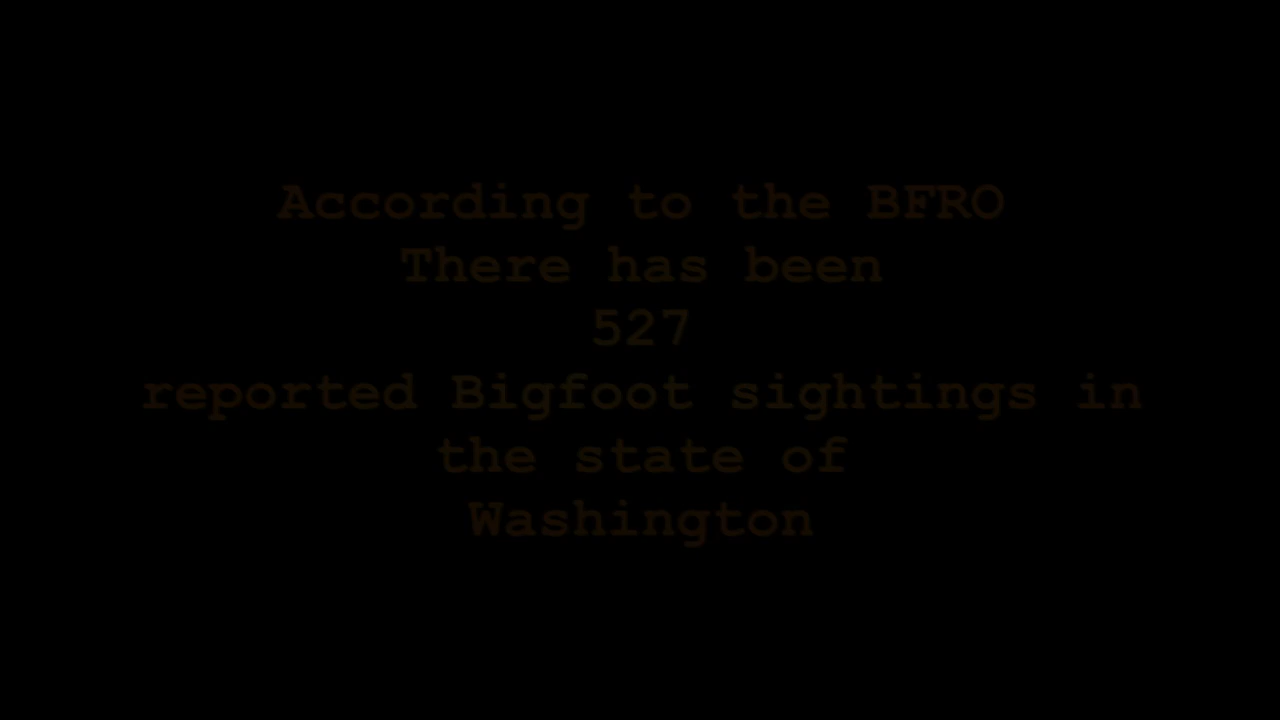 According to the BFRO
There has been
527
reported Bigfoot sightings in
the state of
Washington